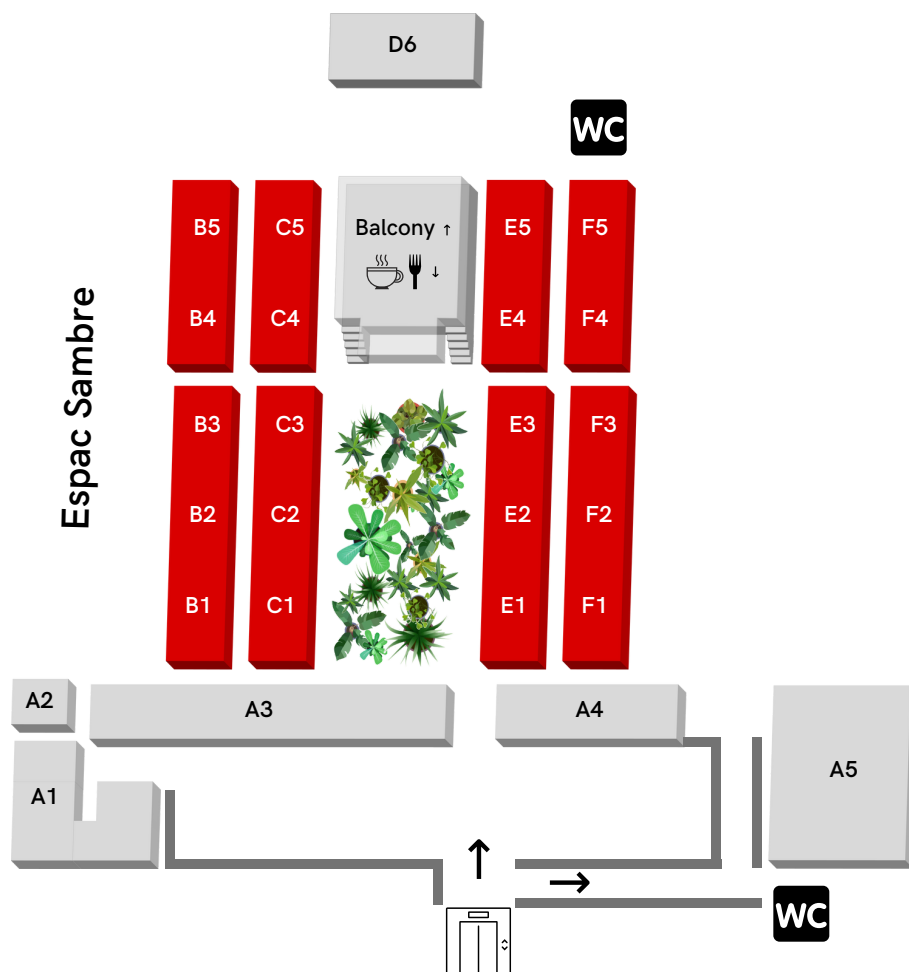 D6
WC
B5
C5
Balcony ↑
E5
F5
↓
B4
C4
E4
F4
Espac Sambre
B3
C3
E3
F3
B2
C2
E2
F2
B1
C1
E1
F1
A2
A3
A4
A1
A5
WC